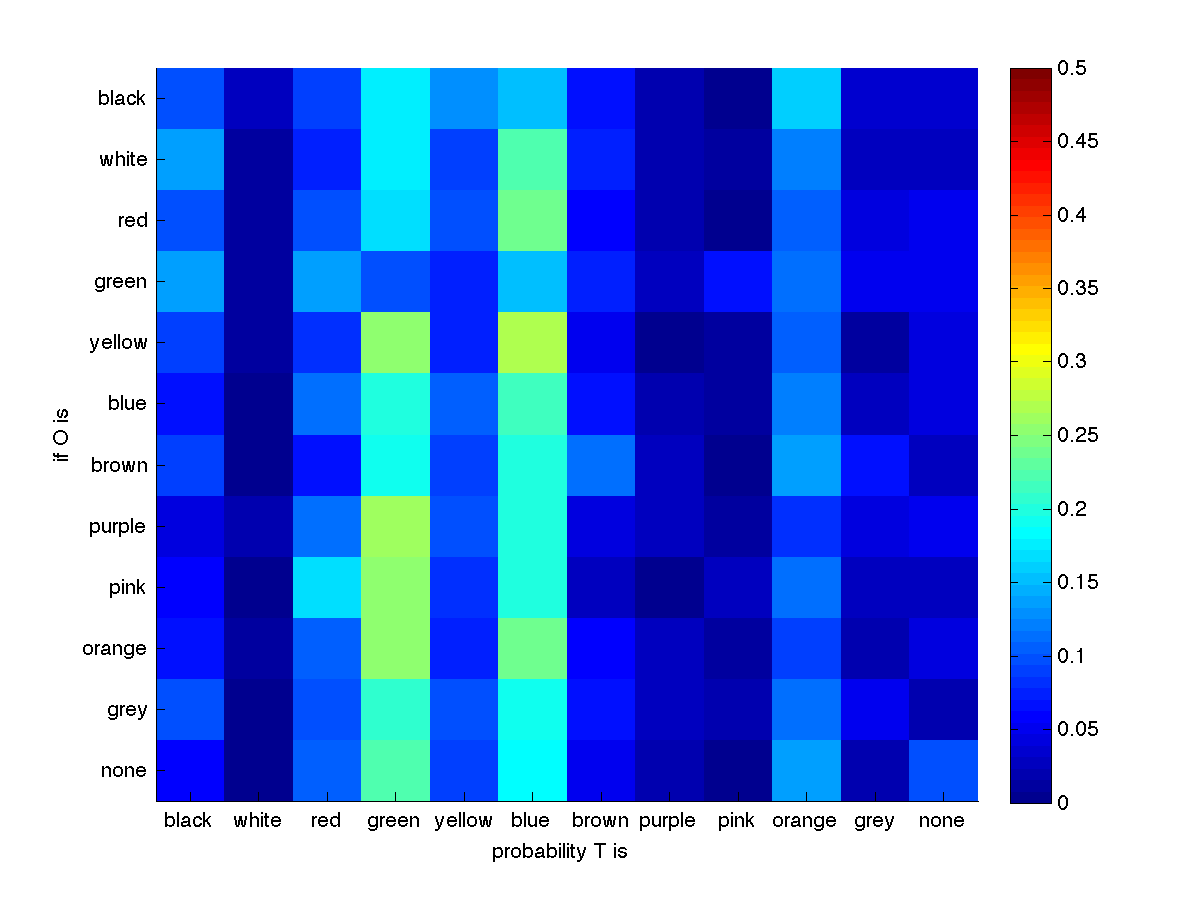 0.5
black
0.45
white
0.4
red
0.35
green
0.3
yellow
0.25
blue
if O is
0.2
brown
0.15
purple
0.1
pink
0.05
orange
grey
none
0
black white red green yellow blue brown purple pink orange grey none
probability T is